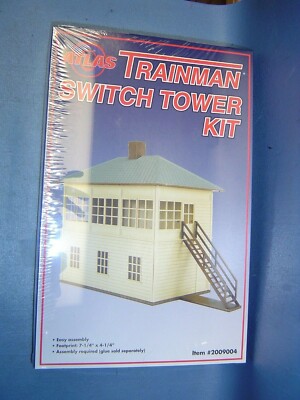 ATLAS
TRAINMAN
SWITCH TOWER
KIT
• Easy assembly
• Footprint: 7-1/4" x 4-1/4"
• Assembly required (glue sold separately)
Item #2009004